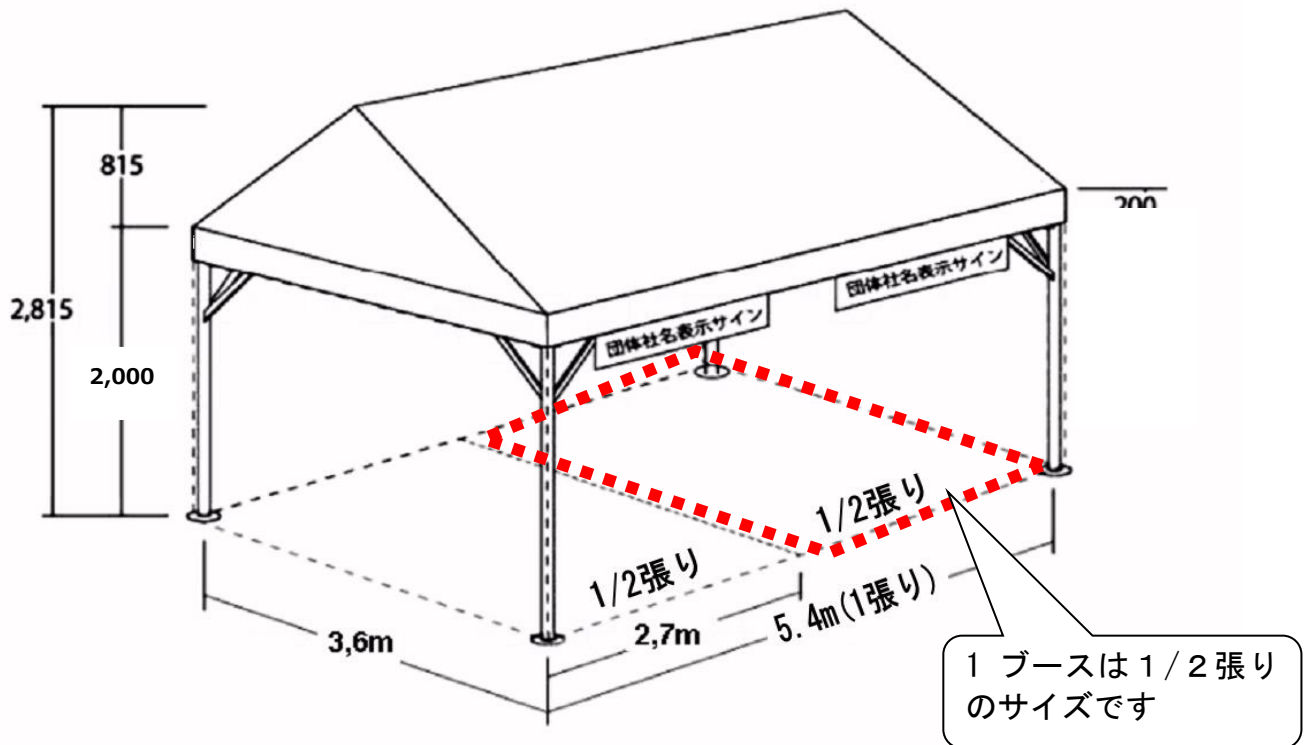 815
200
2,815
2,000
団体社名表示サイン
団体社名表示サイン
1/2張り
1/2張り
3,6m
2,7m
5.4m(1張り)
1 ブースは１/２張り
のサイズです